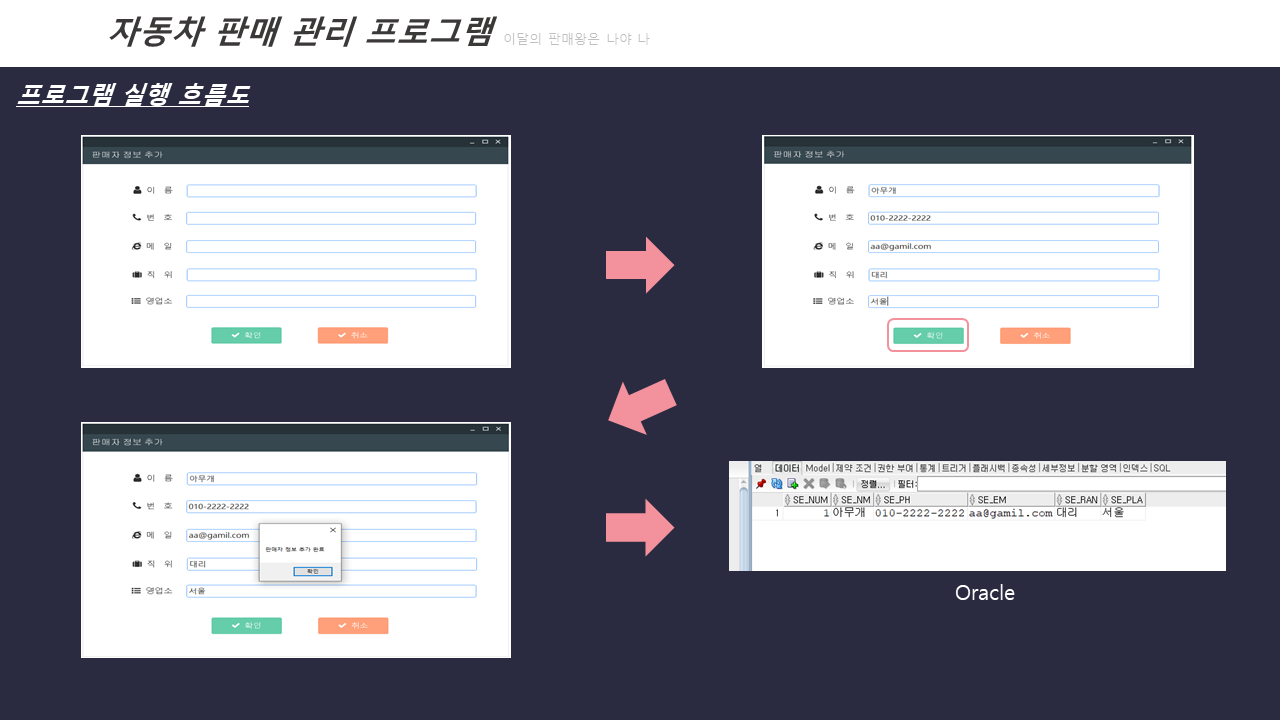 자동차 판매 관리 프로그램 이달의 판매왕은 나야 나
프로그램 실행 흐름도
판매자 정보 추가
이 름
번 호
메 일
직 위
영업소
확인 취소
판매자 정보 추가
이 름 아무개
번 호 010-2222-2222
메 일 aa@gamil.com
직 위 대리
영업소 서울
확인 취소
판매자 정보 추가
이 름 아무개
번 호 010-2222-2222
메 일 aa@gamil.com
직 위 대리
영업소 서울
판매자 정보 추가 완료
확인
확인 취소
열 데이터 Model 제약 조건 권한 부여 통계 트리거 플래시백 종속성 세부정보 분할 영역 인덱스 SQL
정렬... 필터:
SE_NUM SE_NM SE_PH SE_EM SE_RAN SE_PLA
1 1 아무개 010-2222-2222 aa@gamil.com 대리 서울
Oracle